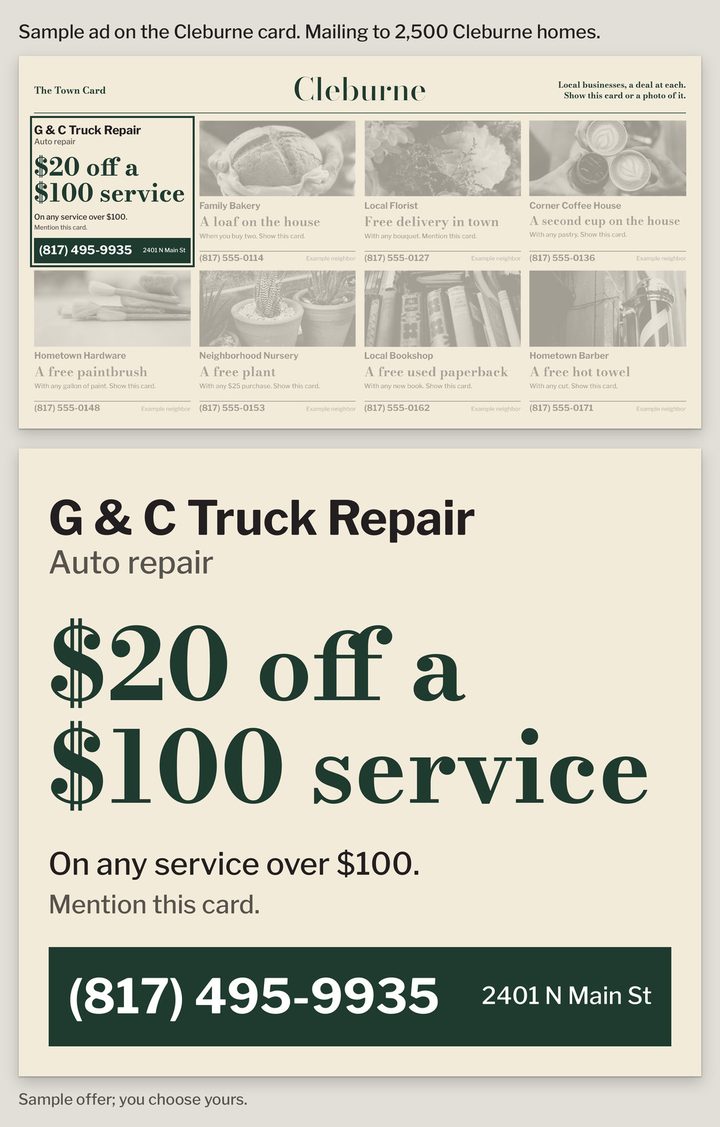 Sample ad on the Cleburne card. Mailing to 2,500 Cleburne homes.
The Town Card
Cleburne
Local businesses, a deal at each.
Show this card or a photo of it.
G & C Truck Repair
Auto repair
$20 off a
$100 service
On any service over $100.
Mention this card.
(817) 495-9935 2401 N Main St
Family Bakery
A loaf on the house
When you buy two. Show this card.
(817) 555-0114 Example neighbor
Local Florist
Free delivery in town
With any bouquet. Mention this card.
(817) 555-0127 Example neighbor
Corner Coffee House
A second cup on the house
With any pastry. Show this card.
(817) 555-0136 Example neighbor
Hometown Hardware
A free paintbrush
With any gallon of paint. Show this card.
(817) 555-0148 Example neighbor
Neighborhood Nursery
A free plant
With any $25 purchase. Show this card.
(817) 555-0153 Example neighbor
Local Bookshop
A free used paperback
With any new book. Show this card.
(817) 555-0162 Example neighbor
Hometown Barber
A free hot towel
With any cut. Show this card.
(817) 555-0171 Example neighbor
G & C Truck Repair
Auto repair
$20 off a
$100 service
On any service over $100.
Mention this card.
(817) 495-9935 2401 N Main St
Sample offer; you choose yours.